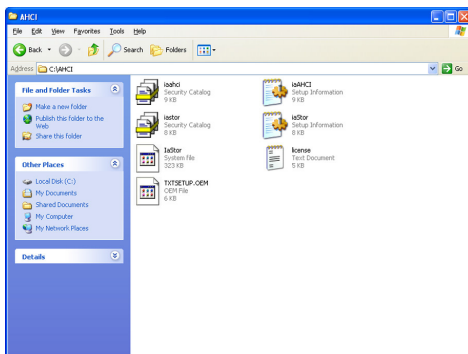 AHCI
File Edit View Favorites Tools Help
Back Search Folders
Address C:\AHCI Go
File and Folder Tasks
Make a new folder
Publish this folder to the
Web
Share this folder
Other Places
Local Disk (C:)
My Documents
Shared Documents
My Computer
My Network Places
Details
iaahci
Security Catalog
9 KB
iaAHCI
Setup Information
9 KB
iastor
Security Catalog
8 KB
iaStor
Setup Information
8 KB
IaStor
System file
323 KB
license
Text Document
5 KB
TXTSETUP.OEM
OEM File
6 KB